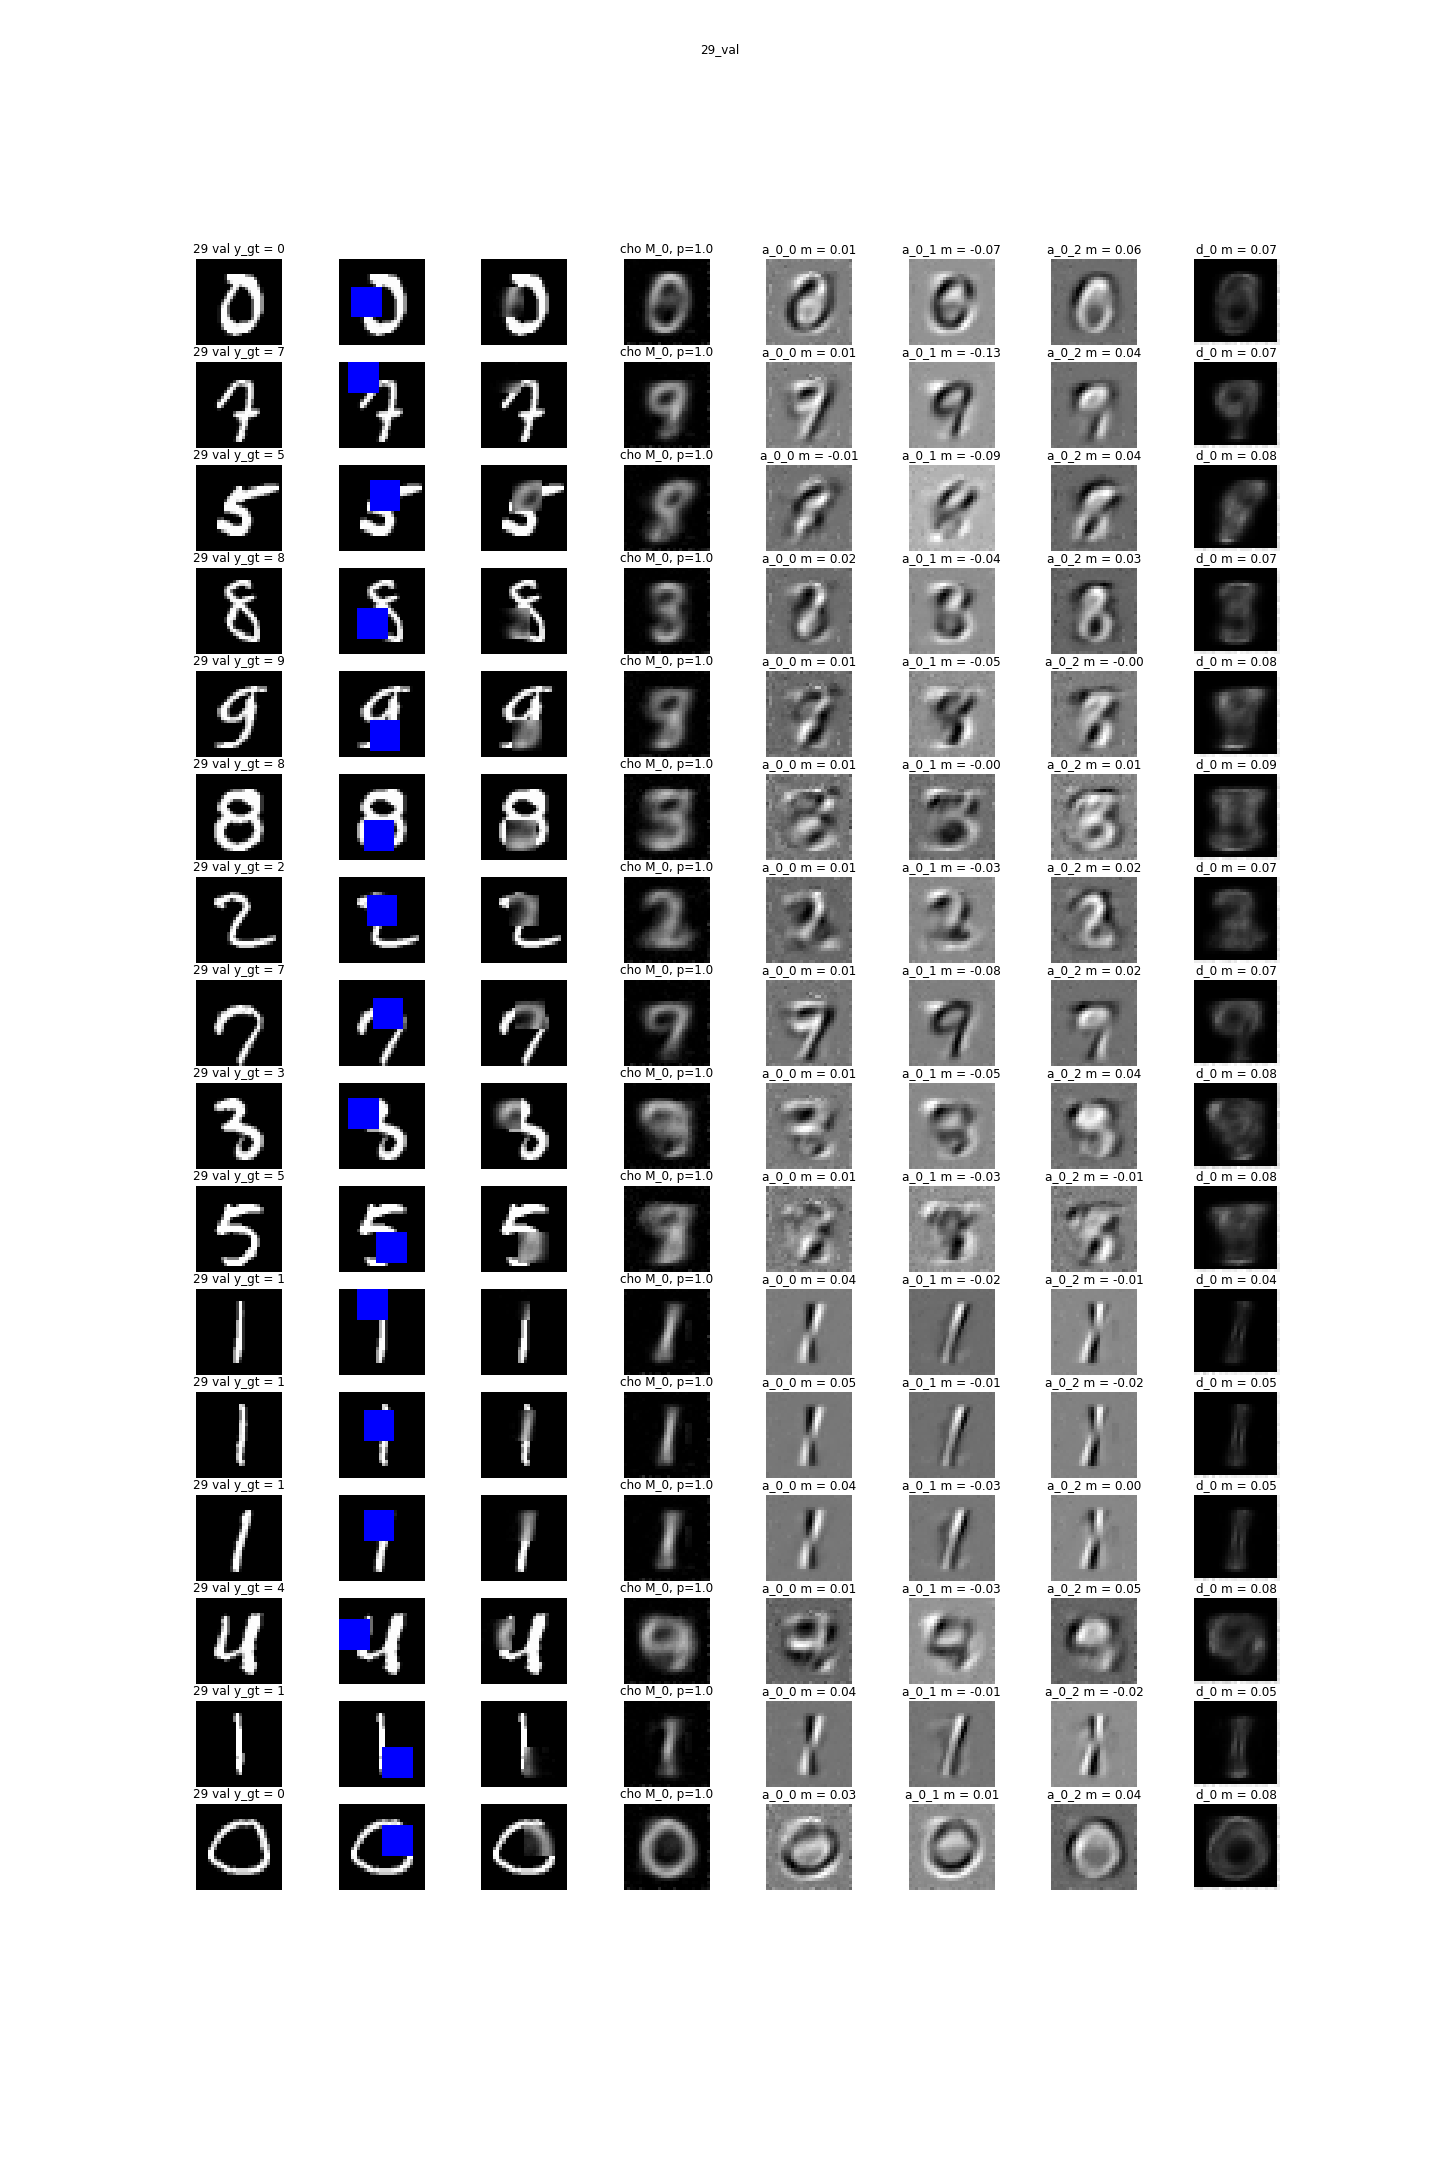 29_val
29 val y_gt = 0 cho M_0, p=1.0 a_0_0 m = 0.01 a_0_1 m = -0.07 a_0_2 m = 0.06 d_0 m = 0.07
29 val y_gt = 7 cho M_0, p=1.0 a_0_0 m = 0.01 a_0_1 m = -0.13 a_0_2 m = 0.04 d_0 m = 0.07
29 val y_gt = 5 cho M_0, p=1.0 a_0_0 m = -0.01 a_0_1 m = -0.09 a_0_2 m = 0.04 d_0 m = 0.08
29 val y_gt = 8 cho M_0, p=1.0 a_0_0 m = 0.02 a_0_1 m = -0.04 a_0_2 m = 0.03 d_0 m = 0.07
29 val y_gt = 9 cho M_0, p=1.0 a_0_0 m = 0.01 a_0_1 m = -0.05 a_0_2 m = -0.00 d_0 m = 0.08
29 val y_gt = 8 cho M_0, p=1.0 a_0_0 m = 0.01 a_0_1 m = -0.00 a_0_2 m = 0.01 d_0 m = 0.09
29 val y_gt = 2 cho M_0, p=1.0 a_0_0 m = 0.01 a_0_1 m = -0.03 a_0_2 m = 0.02 d_0 m = 0.07
29 val y_gt = 7 cho M_0, p=1.0 a_0_0 m = 0.01 a_0_1 m = -0.08 a_0_2 m = 0.02 d_0 m = 0.07
29 val y_gt = 3 cho M_0, p=1.0 a_0_0 m = 0.01 a_0_1 m = -0.05 a_0_2 m = 0.04 d_0 m = 0.08
29 val y_gt = 5 cho M_0, p=1.0 a_0_0 m = 0.01 a_0_1 m = -0.03 a_0_2 m = -0.01 d_0 m = 0.08
29 val y_gt = 1 cho M_0, p=1.0 a_0_0 m = 0.04 a_0_1 m = -0.02 a_0_2 m = -0.01 d_0 m = 0.04
29 val y_gt = 1 cho M_0, p=1.0 a_0_0 m = 0.05 a_0_1 m = -0.01 a_0_2 m = -0.02 d_0 m = 0.05
29 val y_gt = 1 cho M_0, p=1.0 a_0_0 m = 0.04 a_0_1 m = -0.03 a_0_2 m = 0.00 d_0 m = 0.05
29 val y_gt = 4 cho M_0, p=1.0 a_0_0 m = 0.01 a_0_1 m = -0.03 a_0_2 m = 0.05 d_0 m = 0.08
29 val y_gt = 1 cho M_0, p=1.0 a_0_0 m = 0.04 a_0_1 m = -0.01 a_0_2 m = -0.02 d_0 m = 0.05
29 val y_gt = 0 cho M_0, p=1.0 a_0_0 m = 0.03 a_0_1 m = 0.01 a_0_2 m = 0.04 d_0 m = 0.08